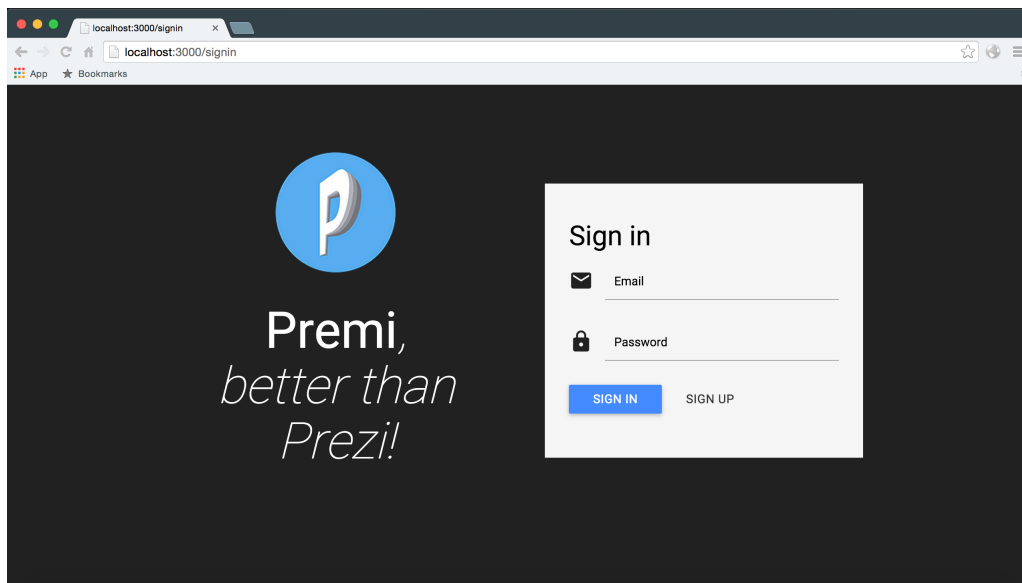 localhost:3000/signin
localhost:3000/signin
App Bookmarks
P
Premi,
better than
Prezi!
Sign in
Email
Password
SIGN IN SIGN UP